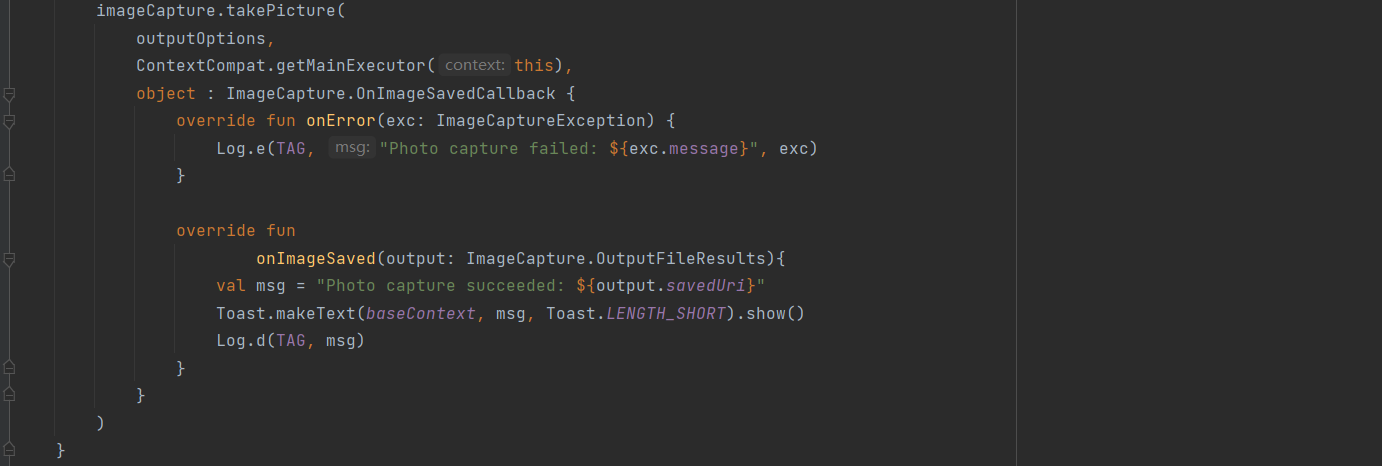 imageCapture.takePicture(
outputOptions,
ContextCompat.getMainExecutor( context: this),
object : ImageCapture.OnImageSavedCallback {
override fun onError(exc: ImageCaptureException) {
Log.e(TAG, msg: "Photo capture failed: ${exc.message}", exc)
}
override fun
onImageSaved(output: ImageCapture.OutputFileResults){
val msg = "Photo capture succeeded: ${output.savedUri}"
Toast.makeText(baseContext, msg, Toast.LENGTH_SHORT).show()
Log.d(TAG, msg)
}
}
)
}